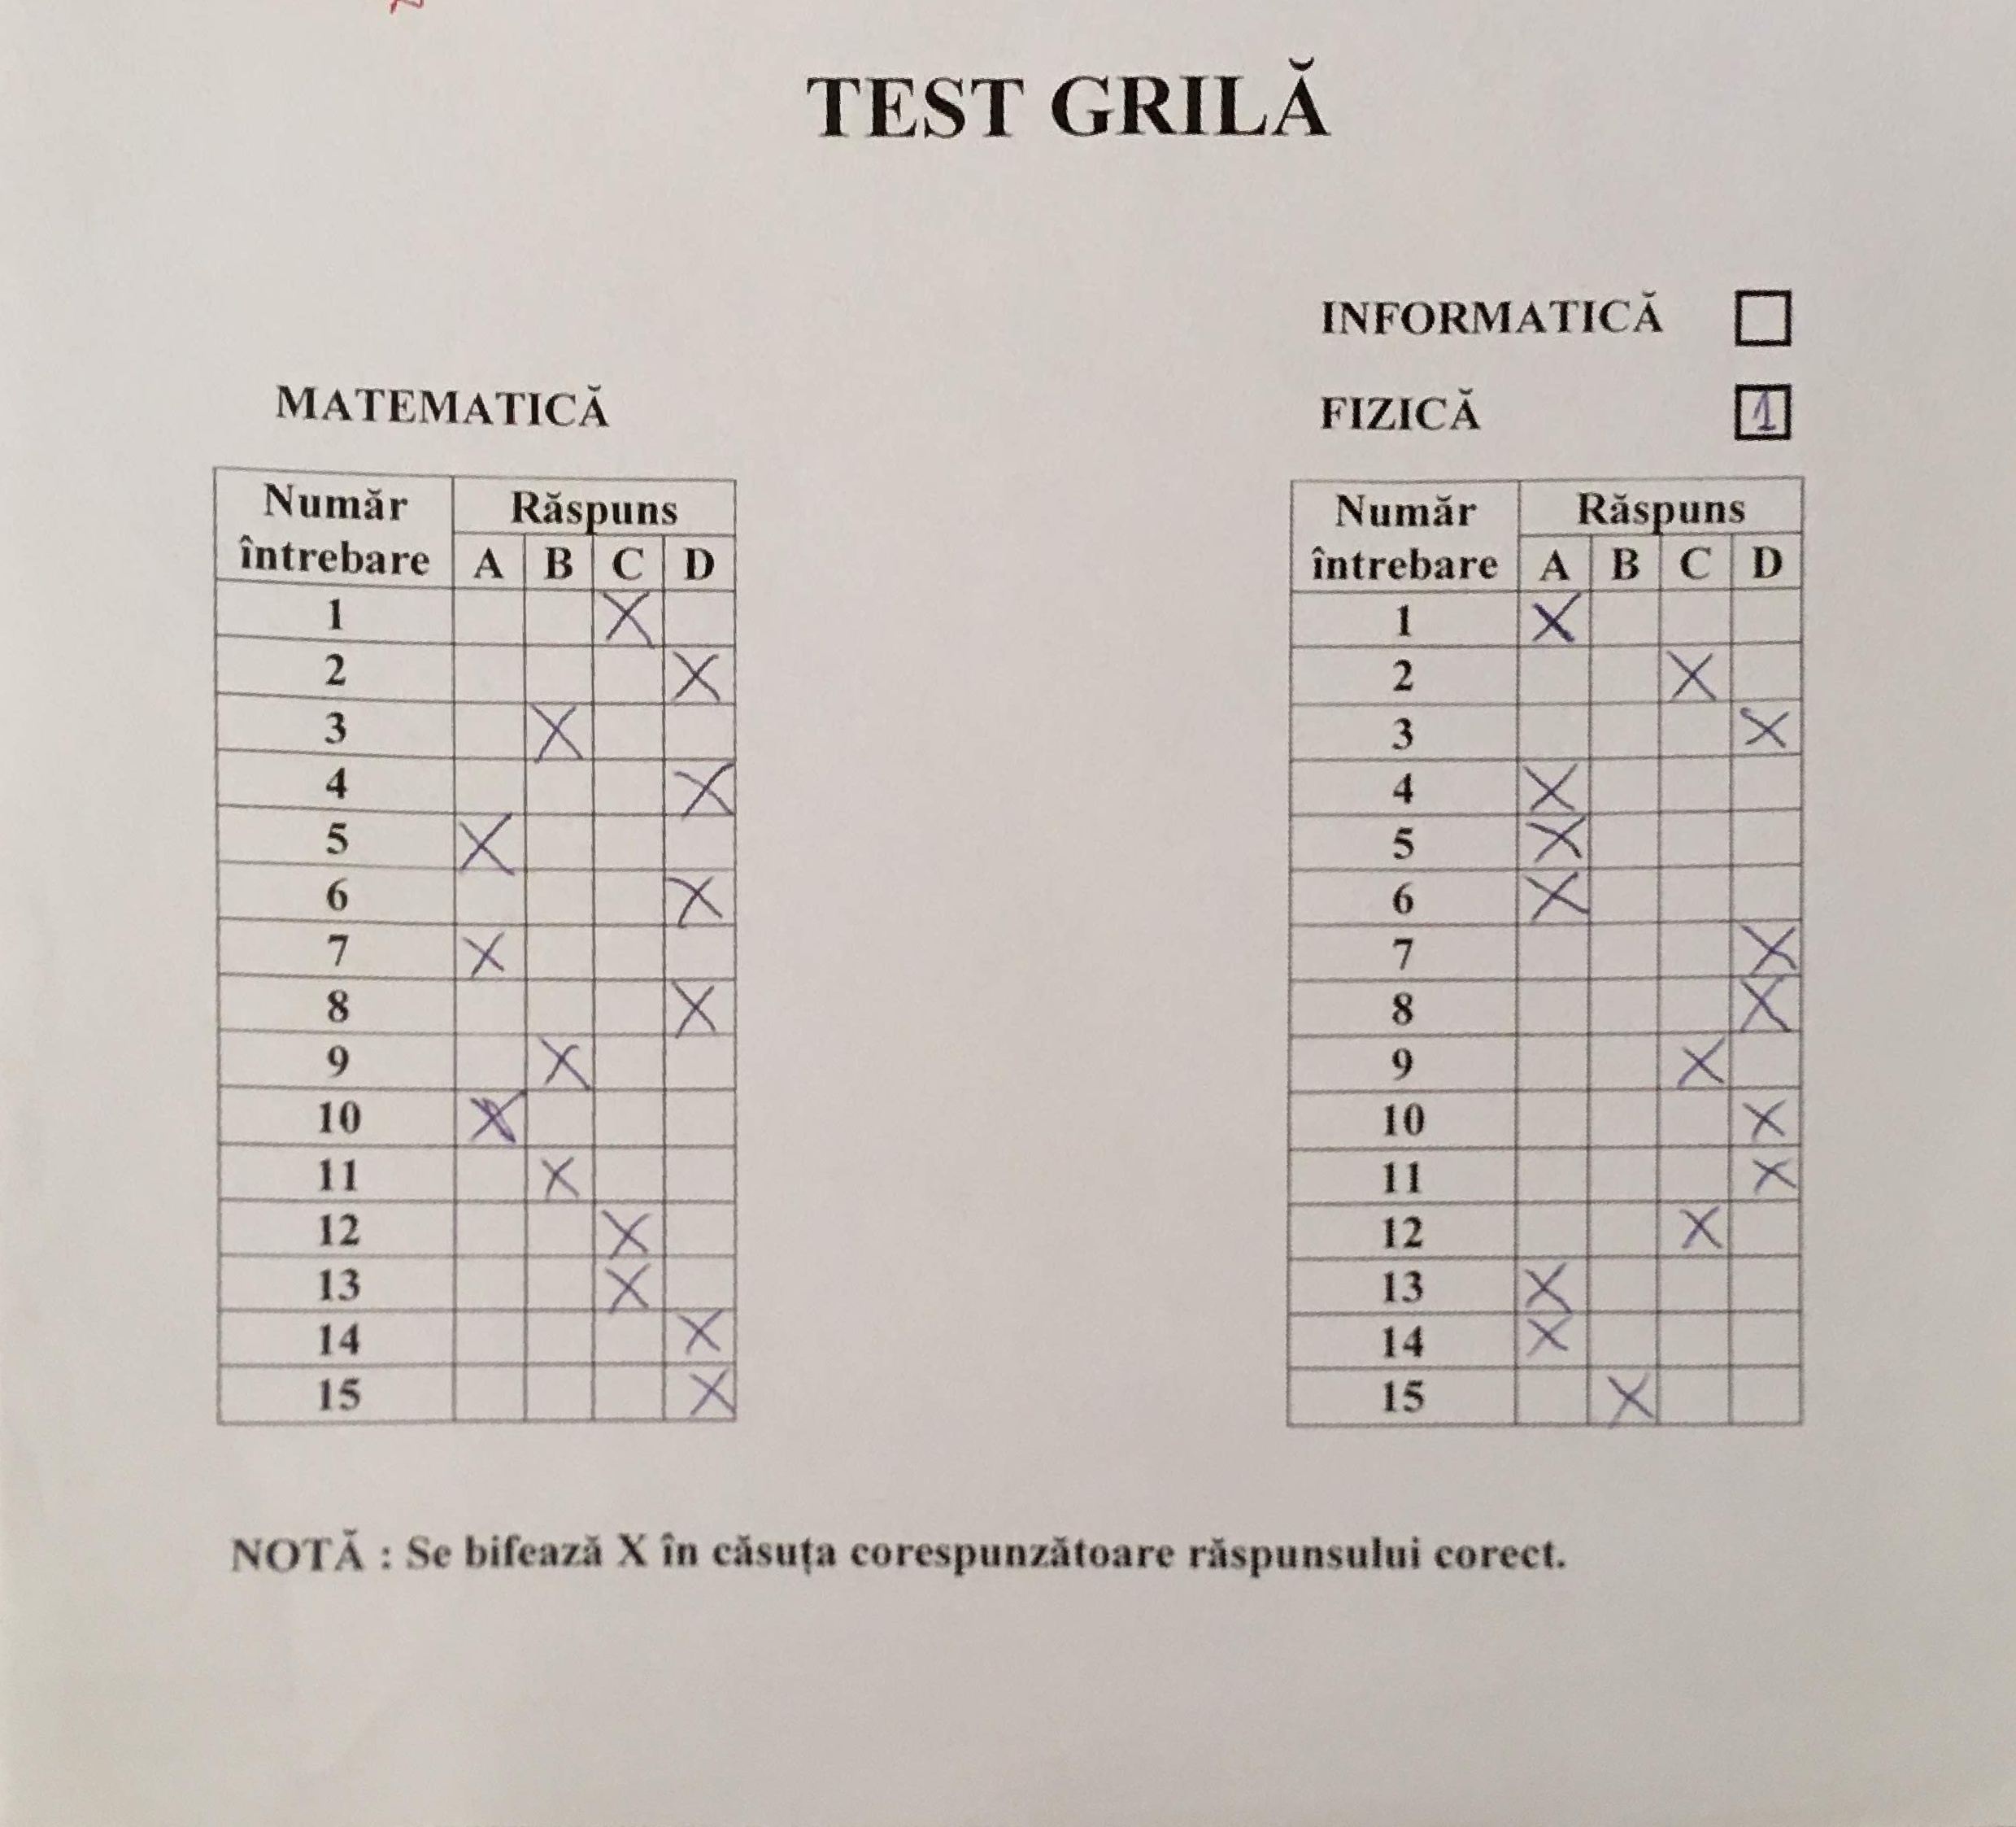 TEST GRILĂ
INFORMATICĂ
MATEMATICĂ
FIZICĂ 1
Număr întrebare Răspuns
A B C D
1 X
2 X
3 X
4 X
5 X
6 X
7 X
8 X
9 X
10 X
11 X
12 X
13 X
14 X
15 X
Număr întrebare Răspuns
A B C D
1 X
2 X
3 X
4 X
5 X
6 X
7 X
8 X
9 X
10 X
11 X
12 X
13 X
14 X
15 X
NOTĂ : Se bifează X în căsuța corespunzătoare răspunsului corect.